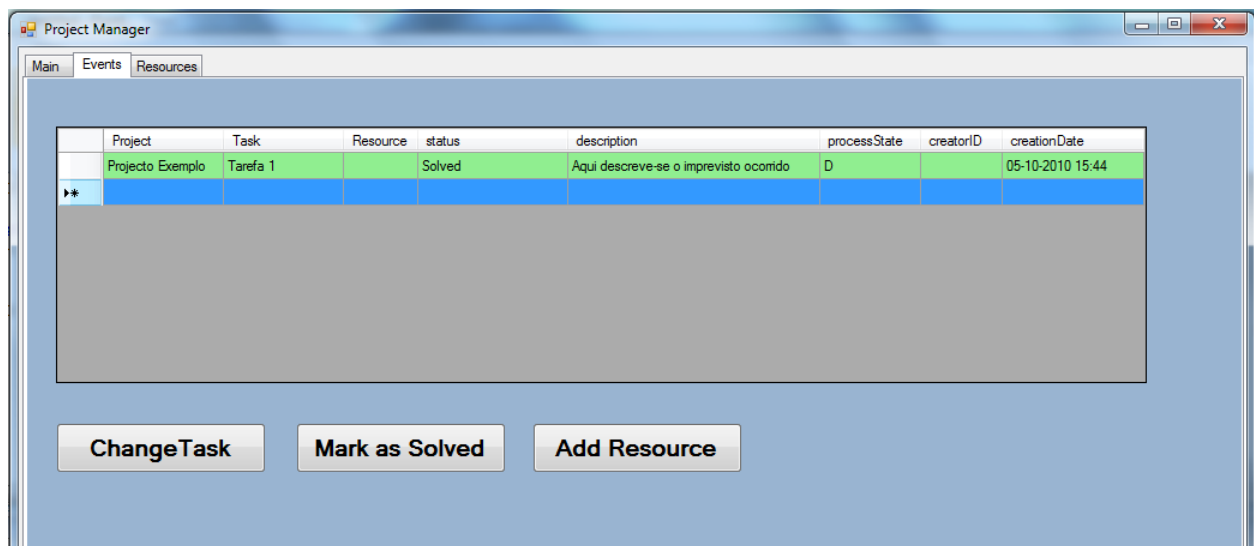 Project Manager
Main Events Resources
Project Task Resource status description processState creatorID creationDate
Projecto Exemplo Tarefa 1 Solved Aqui descreve-se o imprevisto ocorrido D 05-10-2010 15:44
ChangeTask Mark as Solved Add Resource